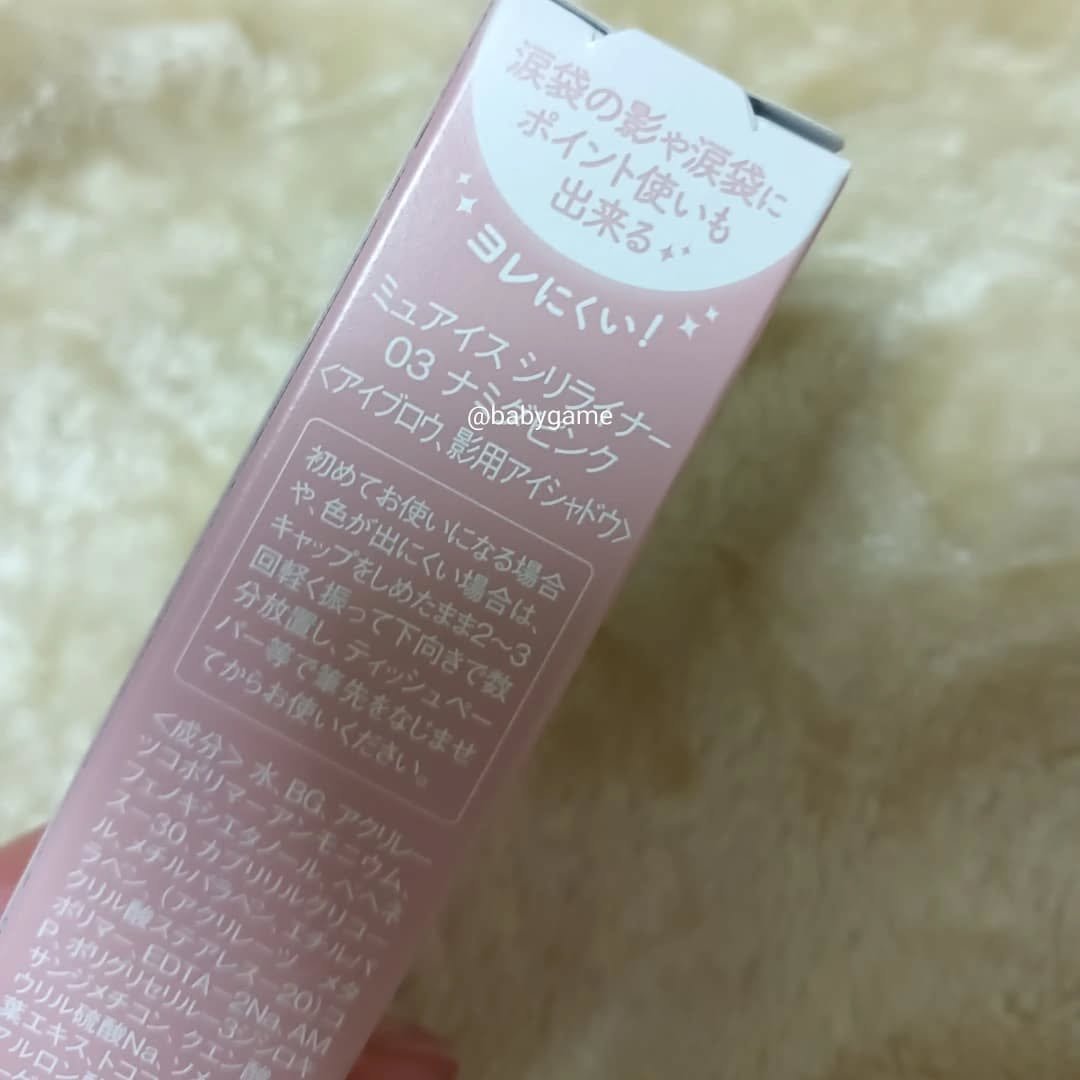 涙袋の影や涙袋に
ポイント使いも
出来る
ヨレにくい!
ミュアイス シリライナー
03 ナミダピンク
@babygame
〈アイブロウ、影用アイシャドウ〉
初めてお使いになる場合
や、色が出にくい場合は、
キャップをしめたまま2〜3
回軽く振って下向きで数
分放置し、ティッシュペー
パー等で筆先をなじませ
てからお使いください。
〈成分〉水、BG、アクリレー
ツコポリマーアンモニウム、
フェノキシエタノール、ベヘネ
ス－30、カプリリルグリコー
ル、メチルパラベン、エチルパ
ラベン、(アクリレーツ/メタ
クリル酸ステアレス－20)コ
ポリマー、EDTA－2Na、AM
P、ポリグリセリル－3ジシロキ
サンジメチコン、クエン酸
ウリル硫酸Na、ソメ
葉エキス、トコ